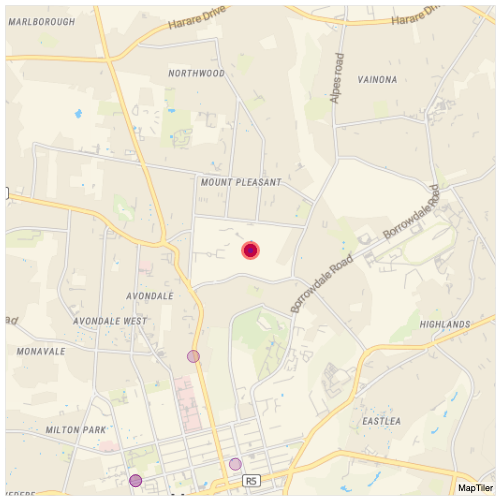 MARLBOROUGH
Harare Drive
Harare Dri
NORTHWOOD
Alpes road
VAINONA
MOUNT PLEASANT
Borrowdale Road
Borrowdale Road
AVONDALE
AVONDALE WEST
HIGHLANDS
MONAVALE
EASTLEA
MILTON PARK
R5
MapTiler